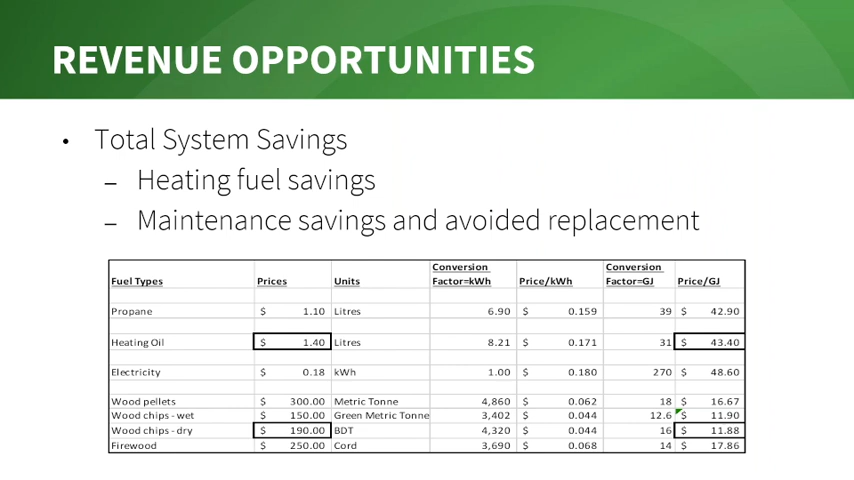 REVENUE OPPORTUNITIES
• Total System Savings
– Heating fuel savings
– Maintenance savings and avoided replacement
Fuel Types Prices Units Conversion Factor=kWh Price/kWh Conversion Factor=GJ Price/GJ
Propane $ 1.10 Litres 6.90 $ 0.159 39 $ 42.90
Heating Oil $ 1.40 Litres 8.21 $ 0.171 31 $ 43.40
Electricity $ 0.18 kWh 1.00 $ 0.180 270 $ 48.60
Wood pellets $ 300.00 Metric Tonne 4,860 $ 0.062 18 $ 16.67
Wood chips - wet $ 150.00 Green Metric Tonne 3,402 $ 0.044 12.6 $ 11.90
Wood chips - dry $ 190.00 BDT 4,320 $ 0.044 16 $ 11.88
Firewood $ 250.00 Cord 3,690 $ 0.068 14 $ 17.86